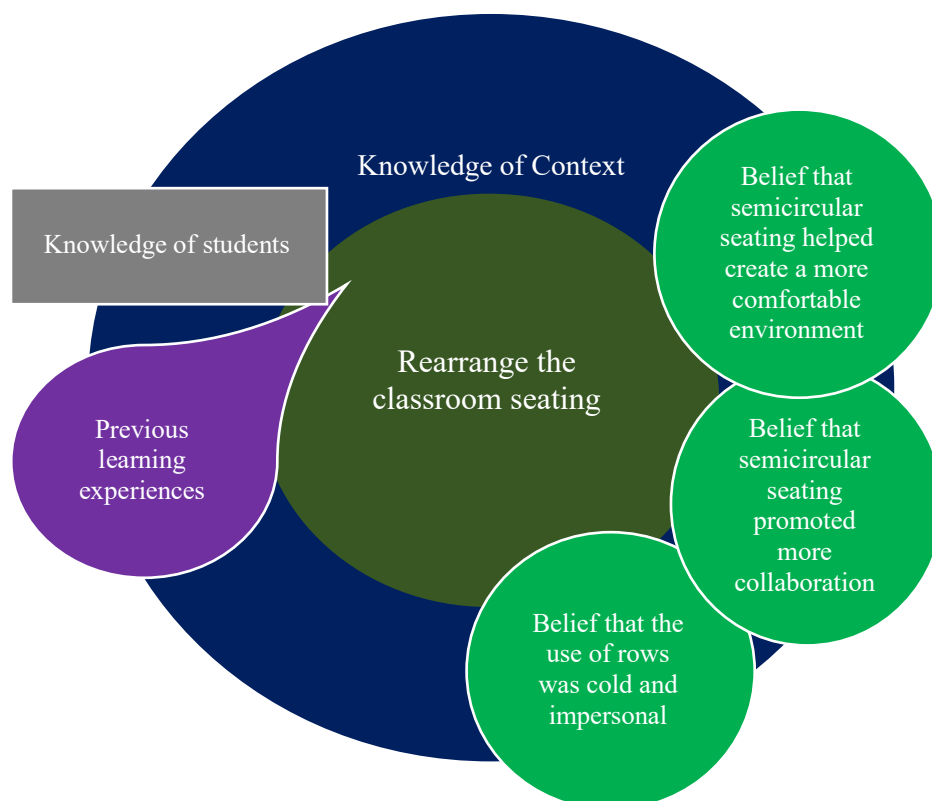 Knowledge of Context
Knowledge of students
Rearrange the
classroom seating
Previous
learning
experiences
Belief that
semicircular
seating helped
create a more
comfortable
environment
Belief that
semicircular
seating
promoted
more
collaboration
Belief that the
use of rows
was cold and
impersonal